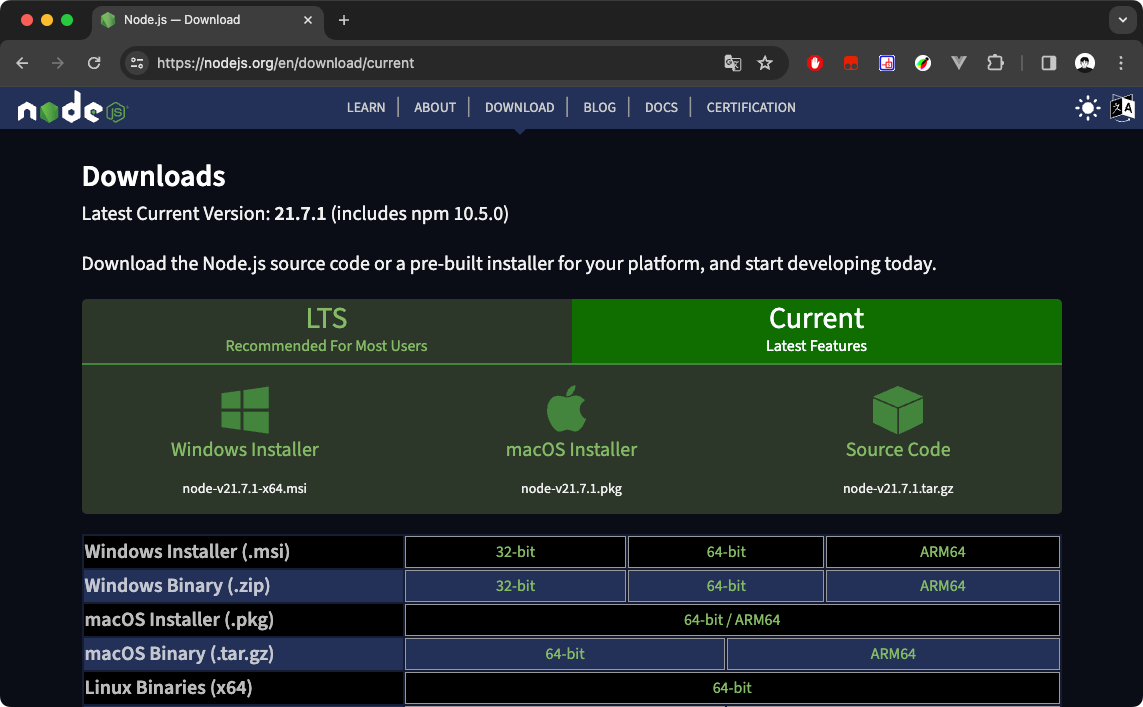 Node.js — Download
https://nodejs.org/en/download/current
node JS
LEARN
ABOUT
DOWNLOAD
BLOG
DOCS
CERTIFICATION
Downloads
Latest Current Version: 21.7.1 (includes npm 10.5.0)
Download the Node.js source code or a pre-built installer for your platform, and start developing today.
LTS
Recommended For Most Users
Current
Latest Features
Windows Installer
node-v21.7.1-x64.msi
macOS Installer
node-v21.7.1.pkg
Source Code
node-v21.7.1.tar.gz
Windows Installer (.msi) 32-bit 64-bit ARM64
Windows Binary (.zip) 32-bit 64-bit ARM64
macOS Installer (.pkg) 64-bit / ARM64
macOS Binary (.tar.gz) 64-bit ARM64
Linux Binaries (x64) 64-bit